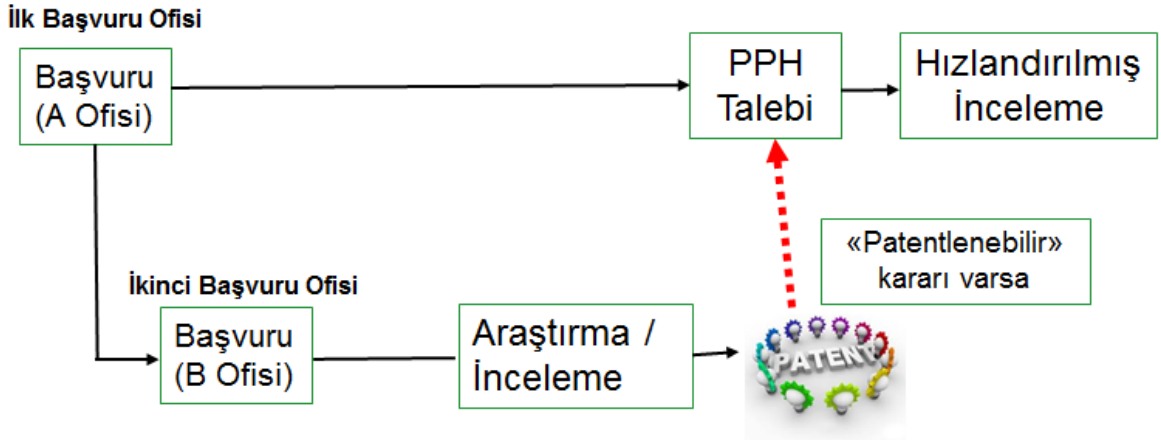 İlk Başvuru Ofisi
Başvuru
(A Ofisi)
PPH
Talebi
Hızlandırılmış
İnceleme
«Patentlenebilir»
kararı varsa
İkinci Başvuru Ofisi
Başvuru
(B Ofisi)
Araştırma /
İnceleme
PATENT